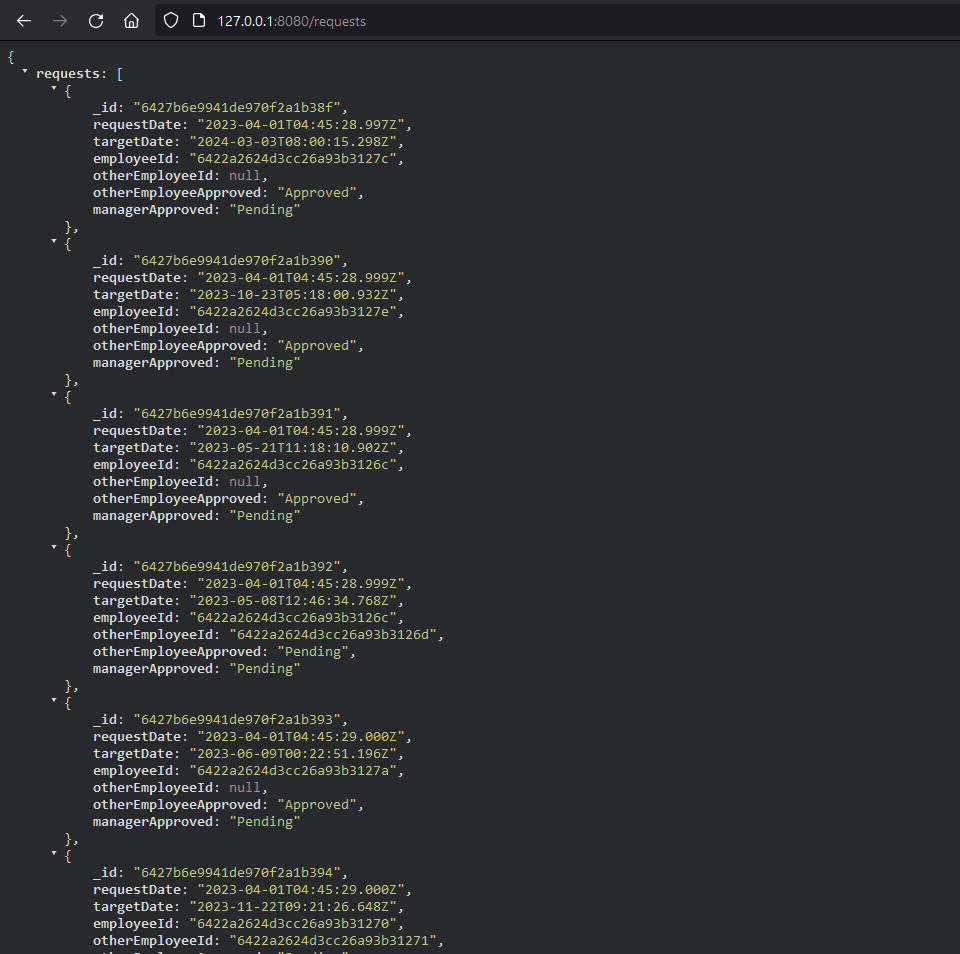 127.0.0.1:8080/requests
{
requests: [
{
_id: "6427b6e9941de970f2a1b38f",
requestDate: "2023-04-01T04:45:28.997Z",
targetDate: "2024-03-03T08:00:15.298Z",
employeeId: "6422a2624d3cc26a93b3127c",
otherEmployeeId: null,
otherEmployeeApproved: "Approved",
managerApproved: "Pending"
},
{
_id: "6427b6e9941de970f2a1b390",
requestDate: "2023-04-01T04:45:28.999Z",
targetDate: "2023-10-23T05:18:00.932Z",
employeeId: "6422a2624d3cc26a93b3127e",
otherEmployeeId: null,
otherEmployeeApproved: "Approved",
managerApproved: "Pending"
},
{
_id: "6427b6e9941de970f2a1b391",
requestDate: "2023-04-01T04:45:28.999Z",
targetDate: "2023-05-21T11:18:10.902Z",
employeeId: "6422a2624d3cc26a93b3126c",
otherEmployeeId: null,
otherEmployeeApproved: "Approved",
managerApproved: "Pending"
},
{
_id: "6427b6e9941de970f2a1b392",
requestDate: "2023-04-01T04:45:28.999Z",
targetDate: "2023-05-08T12:46:34.768Z",
employeeId: "6422a2624d3cc26a93b3126c",
otherEmployeeId: "6422a2624d3cc26a93b3126d",
otherEmployeeApproved: "Pending",
managerApproved: "Pending"
},
{
_id: "6427b6e9941de970f2a1b393",
requestDate: "2023-04-01T04:45:29.000Z",
targetDate: "2023-06-09T00:22:51.196Z",
employeeId: "6422a2624d3cc26a93b3127a",
otherEmployeeId: null,
otherEmployeeApproved: "Approved",
managerApproved: "Pending"
},
{
_id: "6427b6e9941de970f2a1b394",
requestDate: "2023-04-01T04:45:29.000Z",
targetDate: "2023-11-22T09:21:26.648Z",
employeeId: "6422a2624d3cc26a93b31270",
otherEmployeeId: "6422a2624d3cc26a93b31271",